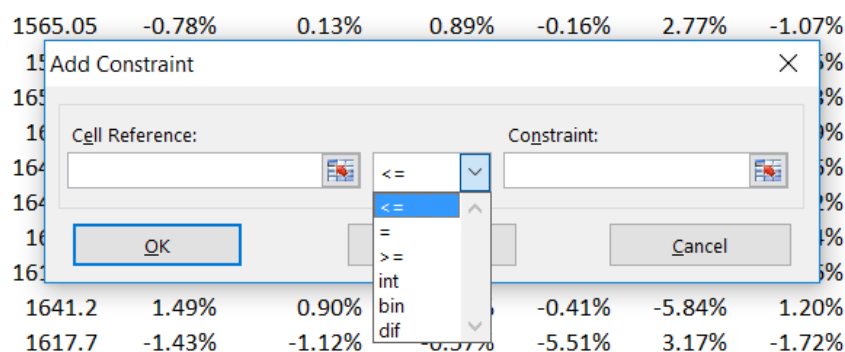 1565.05 -0.78% 0.13% 0.89% -0.16% 2.77% -1.07%
Add Constraint
Cell Reference:
Constraint:
<=
<=
=
>=
int
bin
dif
OK
Cancel
1641.2 1.49% 0.90% -0.41% -5.84% 1.20%
1617.7 -1.43% -1.12% -5.51% 3.17% -1.72%